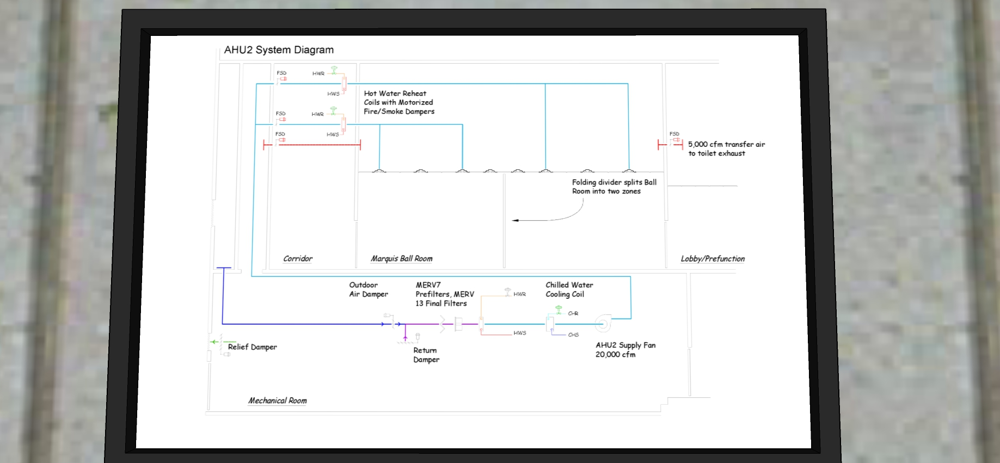 AHU2 System Diagram
FSD
HWR
HWS
Hot Water Reheat
Coils with Motorized
Fire/Smoke Dampers
FSD
HWR
HWS
FSD
FSD
5,000 cfm transfer air
to toilet exhaust
Folding divider splits Ball
Room into two zones
Corridor
Marquis Ball Room
Lobby/Prefunction
Outdoor
Air Damper
MERV7
Prefilters, MERV
13 Final Filters
HWR
HWS
Chilled Water
Cooling Coil
CHR
CHS
Relief Damper
Return
Damper
AHU2 Supply Fan
20,000 cfm
Mechanical Room